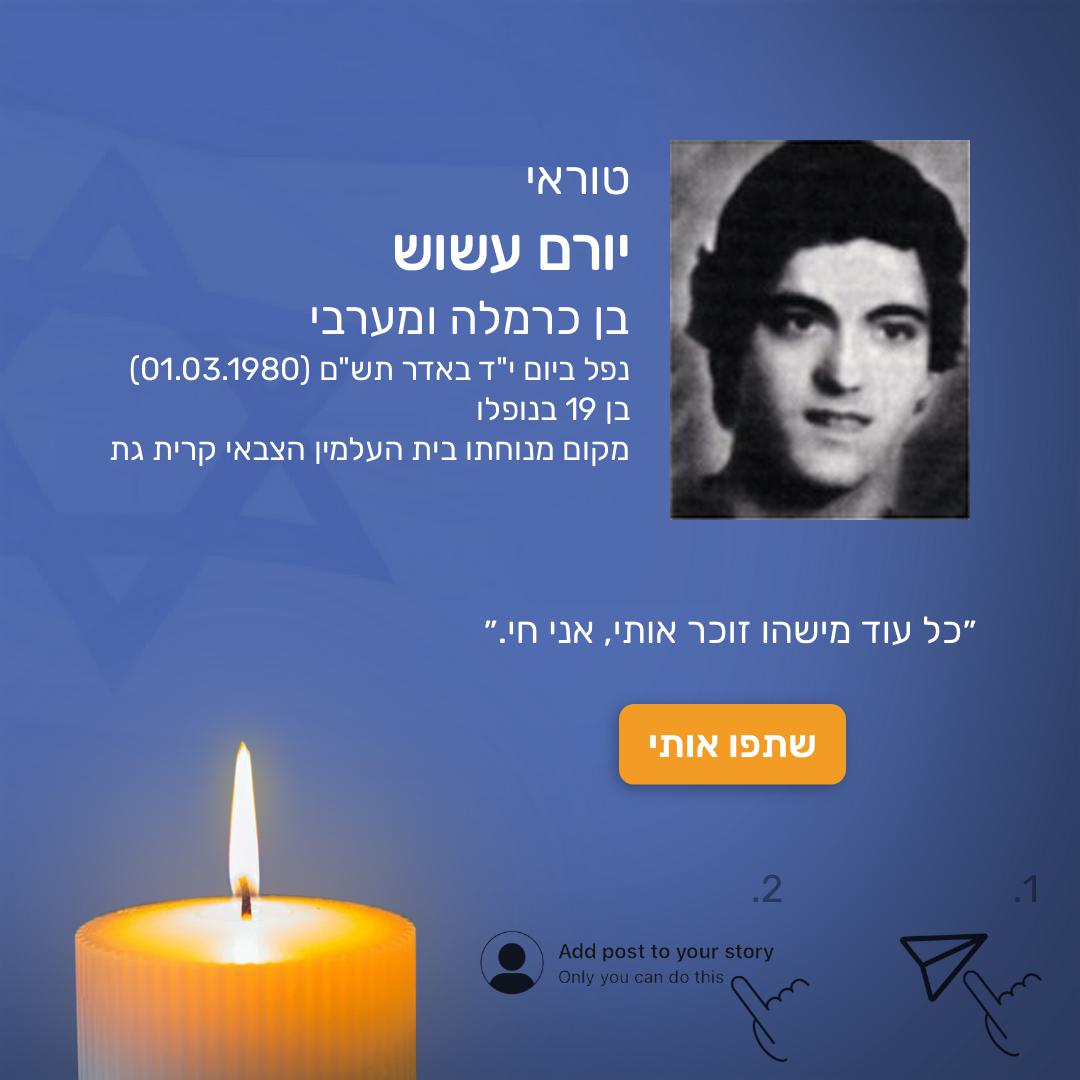 טוראי
יורם עשוש
בן כרמלה ומערבי
נפל ביום י"ד באדר תש"ם (01.03.1980)
בן 19 בנופלו
מקום מנוחתו בית העלמין הצבאי קרית גת
״כל עוד מישהו זוכר אותי, אני חי.״
שתפו אותי
1.
2.
Add post to your story
Only you can do this